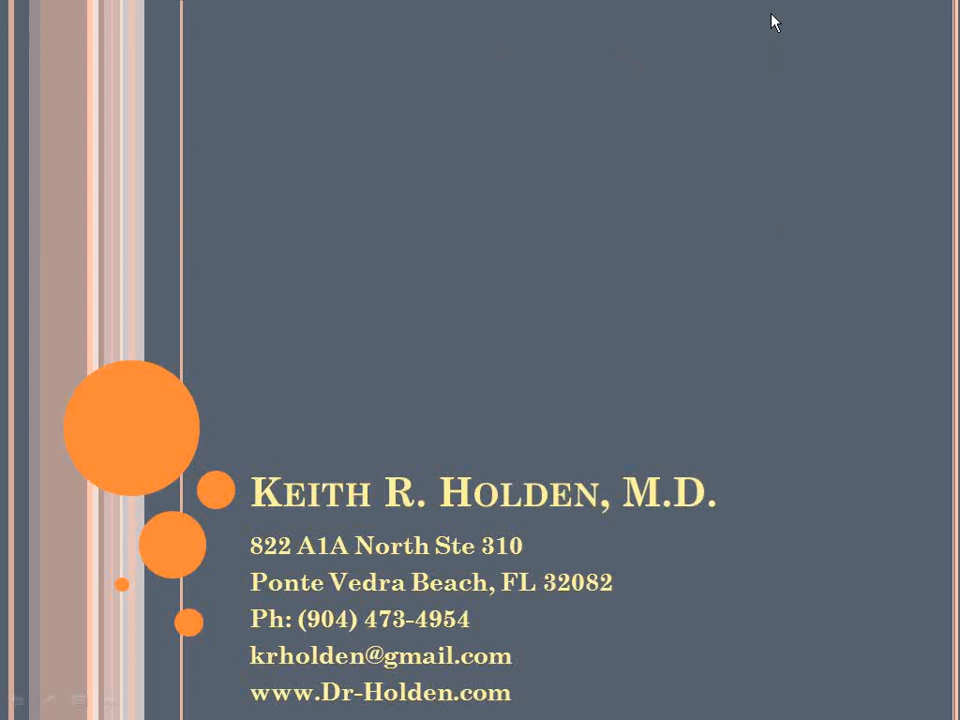 Keith R. Holden, M.D.
822 A1A North Ste 310
Ponte Vedra Beach, FL 32082
Ph: (904) 473-4954
krholden@gmail.com
www.Dr-Holden.com